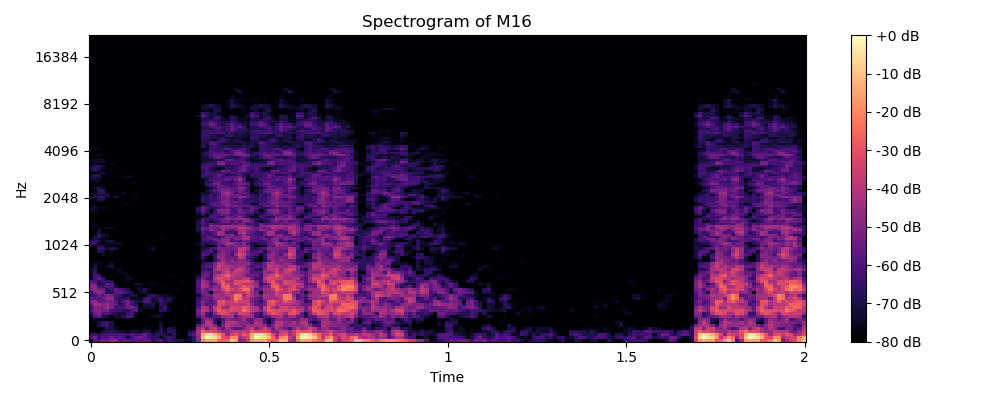 Spectrogram of M16
Hz
16384
8192
4096
2048
1024
512
0
0
0.5
1
1.5
2
Time
+0 dB
-10 dB
-20 dB
-30 dB
-40 dB
-50 dB
-60 dB
-70 dB
-80 dB